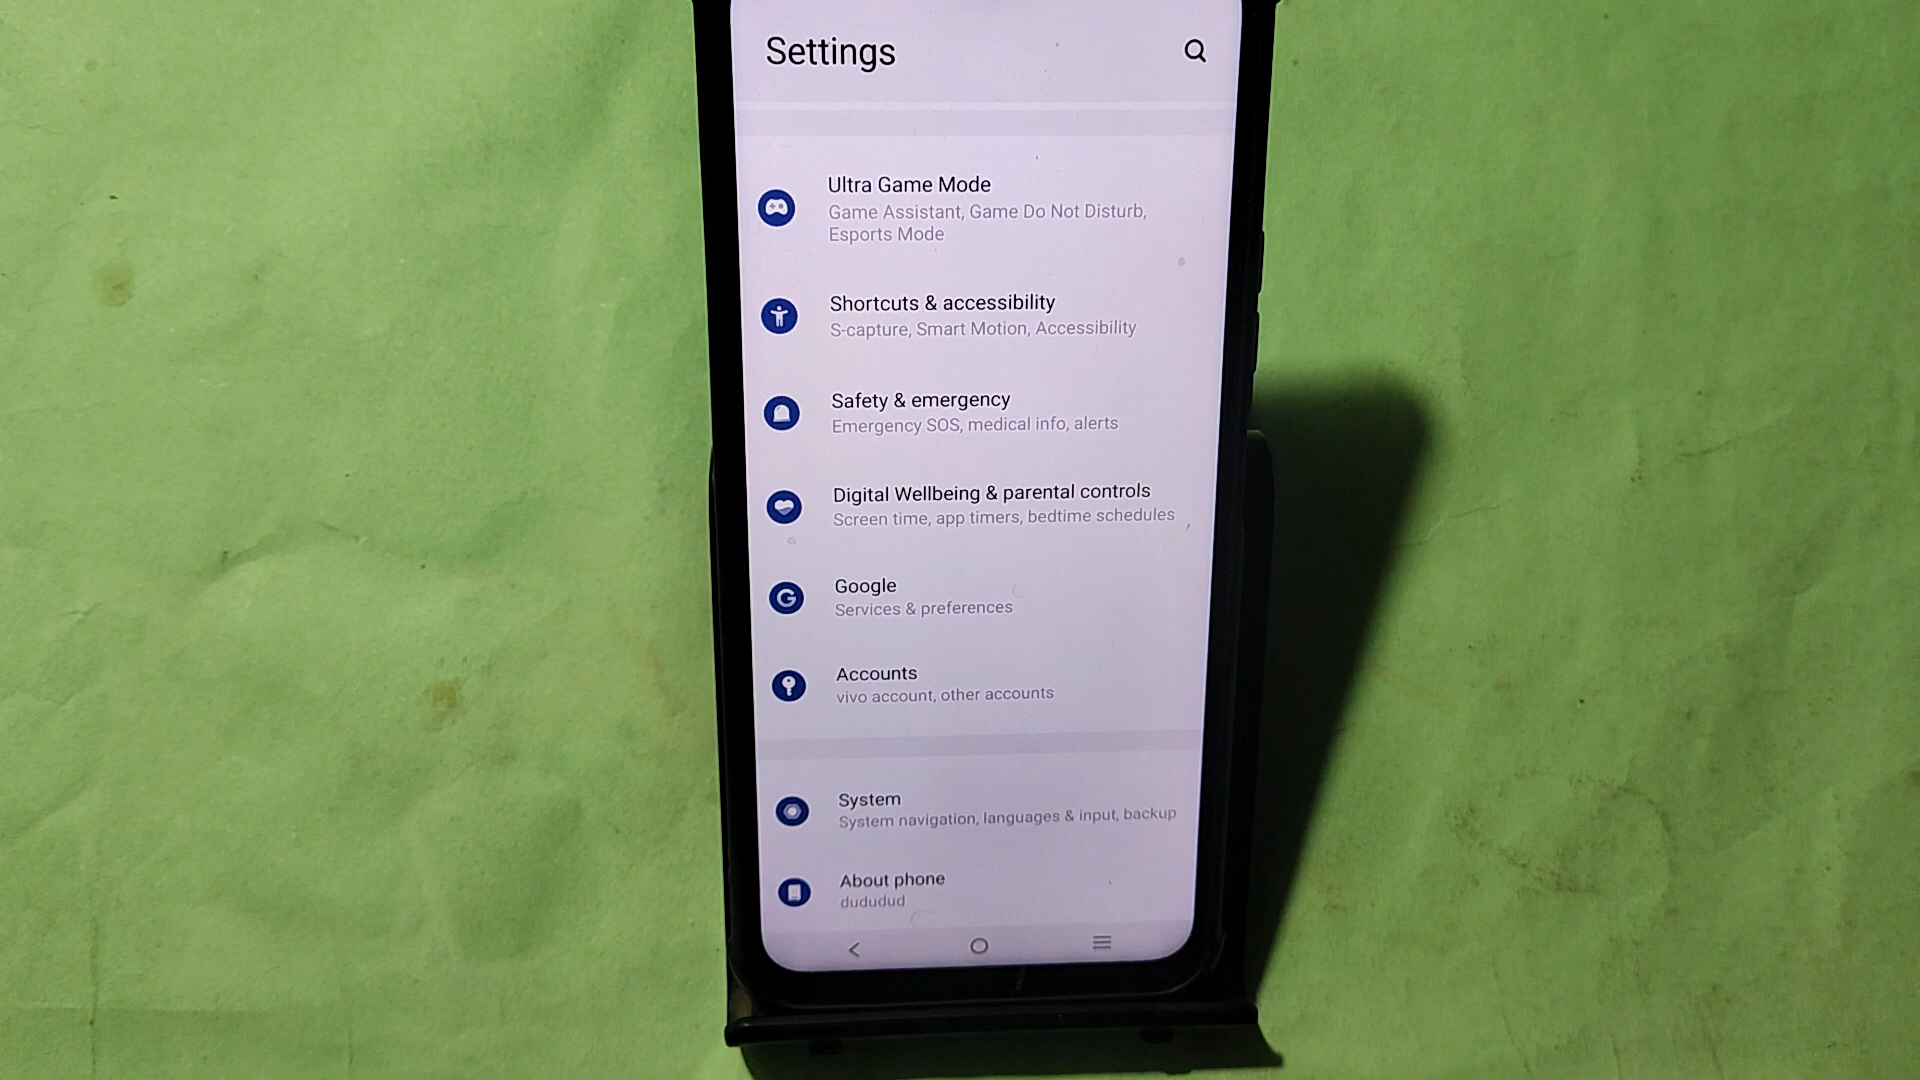 Settings
Ultra Game Mode
Game Assistant, Game Do Not Disturb,
Esports Mode
Shortcuts & accessibility
S-capture, Smart Motion, Accessibility
Safety & emergency
Emergency SOS, medical info, alerts
Digital Wellbeing & parental controls
Screen time, app timers, bedtime schedules
Google
Services & preferences
Accounts
vivo account, other accounts
System
System navigation, languages & input, backup
About phone
dududud